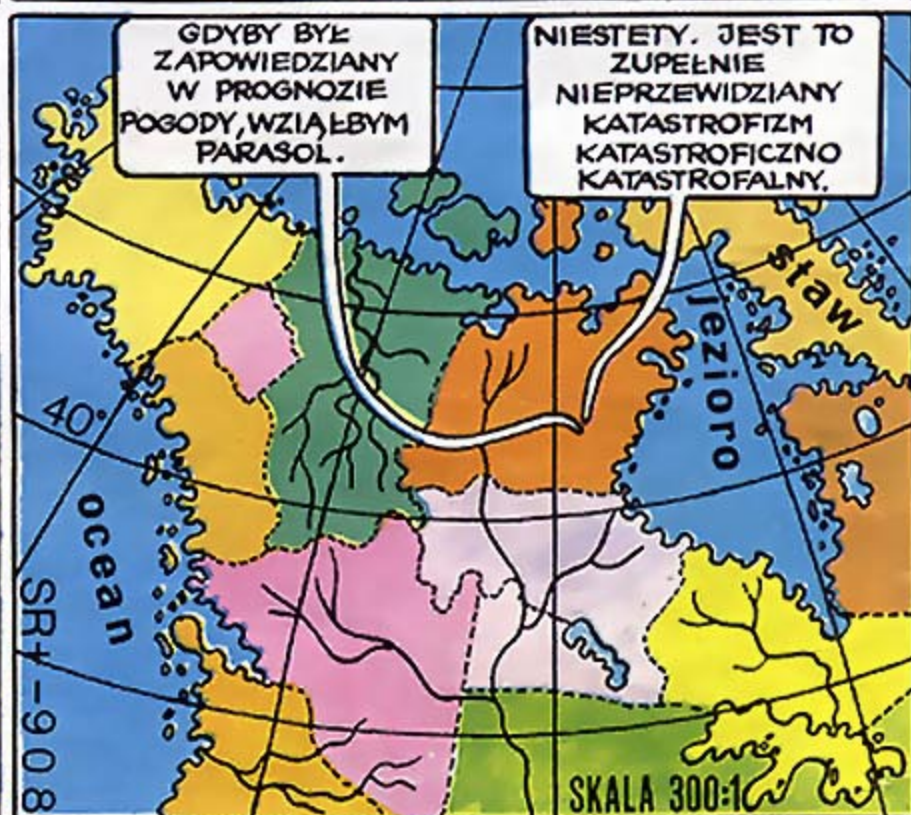 GDYBY BYŁ
ZAPOWIEDZIANY
W PROGNOZIE
POGODY, WZIĄŁBYM
PARASOL.
NIESTETY. JEST TO
ZUPEŁNIE
NIEPRZEWIDZIANY
KATASTROFIZM
KATASTROFICZNO
KATASTROFALNY.
staw
jezioro
40°
ocean
SR+-908
SKALA 300:1